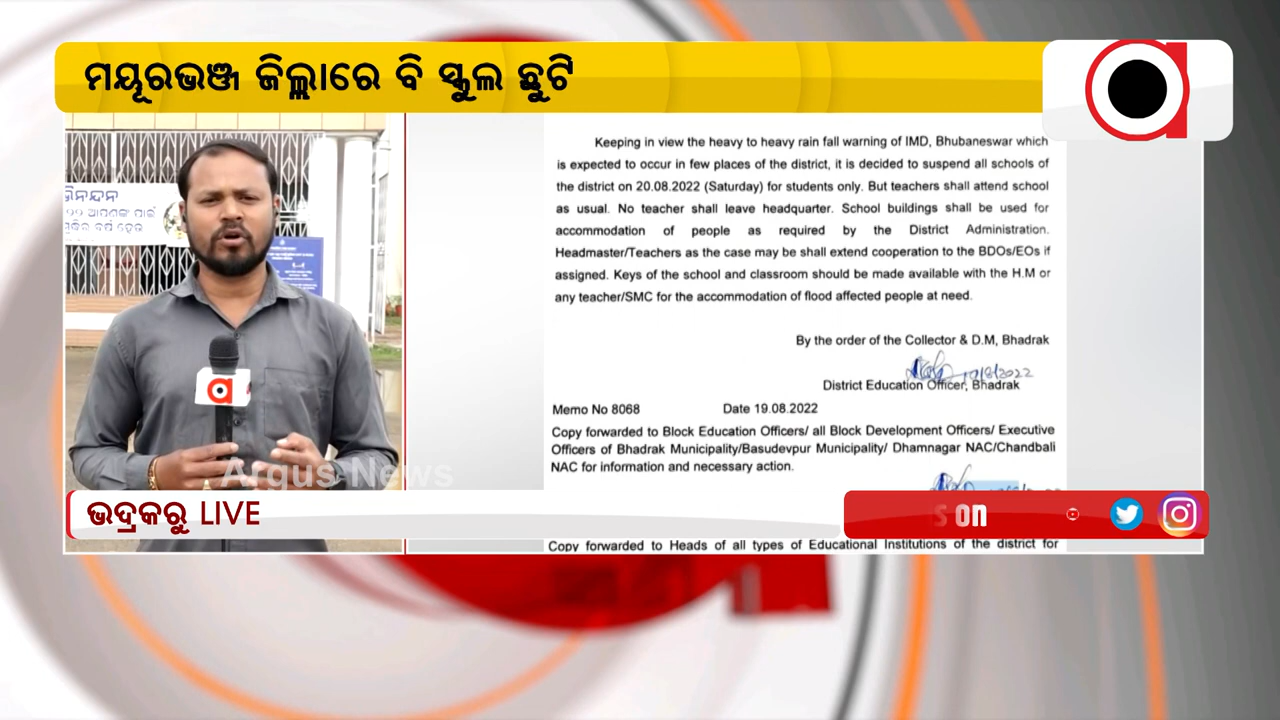 ମୟୂରଭଞ୍ଜ ଜିଲ୍ଲାରେ ବି ସ୍କୁଲ ଛୁଟି
Keeping in view the heavy to heavy rain fall warning of IMD, Bhubaneswar which
is expected to occur in few places of the district, it is decided to suspend all schools of
the district on 20.08.2022 (Saturday) for students only. But teachers shall attend school
as usual. No teacher shall leave headquarter. School buildings shall be used for
accommodation of people as required by the District Administration.
Headmaster/Teachers as the case may be shall extend cooperation to the BDOs/EOs if
assigned. Keys of the school and classroom should be made available with the H.M or
any teacher/SMC for the accommodation of flood affected people at need.
By the order of the Collector & D.M, Bhadrak
19/8/2022
District Education Officer, Bhadrak
Memo No 8068 Date 19.08.2022
Copy forwarded to Block Education Officers/ all Block Development Officers/ Executive
Officers of Bhadrak Municipality/Basudevpur Municipality/ Dhamnagar NAC/Chandbali
NAC for information and necessary action.
Copy forwarded to Heads of all types of Educational Institutions of the district for
ଭିନନ୍ଦନ
୨୨ ଆପଣଙ୍କ ପାଇଁ
ବର୍ଷ ହେଉ
a
Argus News
ଭଦ୍ରକରୁ LIVE
S ON